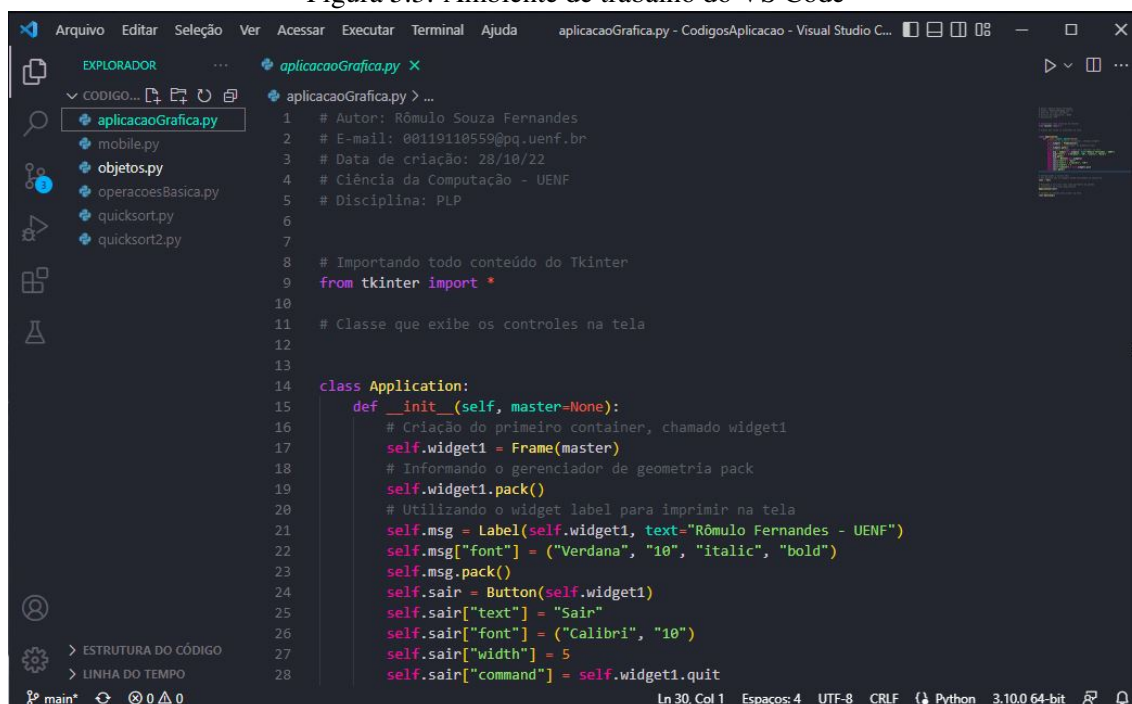 Figura 3.3: Ambiente de trabalho do VS Code
Arquivo Editar Seleção Ver Acessar Executar Terminal Ajuda aplicacaoGrafica.py - CodigosAplicacao - Visual Studio C...
EXPLORADOR ...
CODIGO...
aplicacaoGrafica.py
mobile.py
objetos.py
operacoesBasica.py
quicksort.py
quicksort2.py
3
ESTRUTURA DO CÓDIGO
LINHA DO TEMPO
aplicacaoGrafica.py
aplicacaoGrafica.py > ...
1 # Autor: Rômulo Souza Fernandes
2 # E-mail: 00119110559@pq.uenf.br
3 # Data de criação: 28/10/22
4 # Ciência da Computação - UENF
5 # Disciplina: PLP
6
7
8 # Importando todo conteúdo do Tkinter
9 from tkinter import *
10
11 # Classe que exibe os controles na tela
12
13
14 class Application:
15 def __init__(self, master=None):
16 # Criação do primeiro container, chamado widget1
17 self.widget1 = Frame(master)
18 # Informando o gerenciador de geometria pack
19 self.widget1.pack()
20 # Utilizando o widget label para imprimir na tela
21 self.msg = Label(self.widget1, text="Rômulo Fernandes - UENF")
22 self.msg["font"] = ("Verdana", "10", "italic", "bold")
23 self.msg.pack()
24 self.sair = Button(self.widget1)
25 self.sair["text"] = "Sair"
26 self.sair["font"] = ("Calibri", "10")
27 self.sair["width"] = 5
28 self.sair["command"] = self.widget1.quit
main* 0 0 Ln 30, Col 1 Espaços: 4 UTF-8 CRLF Python 3.10.0 64-bit